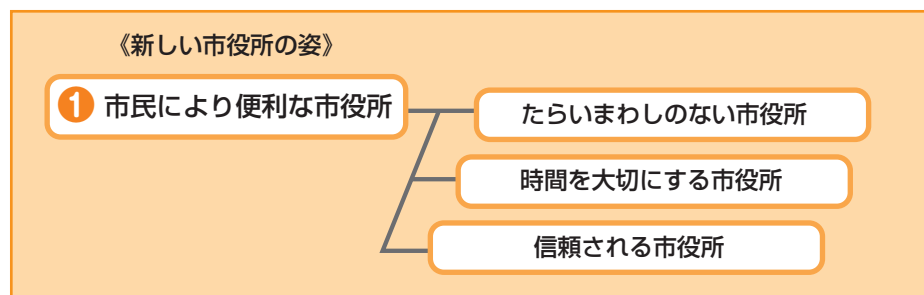 《新しい市役所の姿》
❶ 市民により便利な市役所
たらいまわしのない市役所
時間を大切にする市役所
信頼される市役所